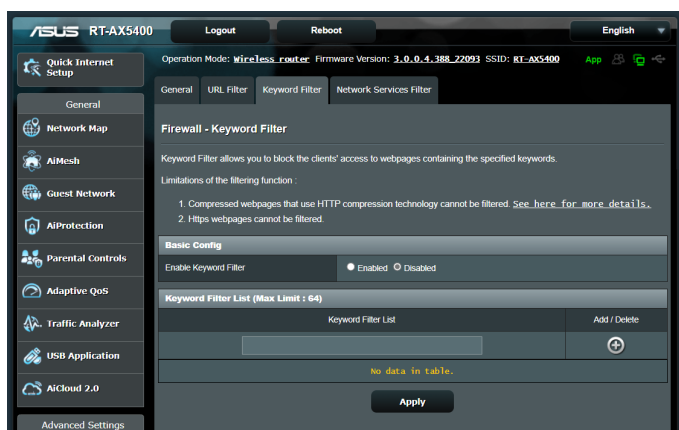 ASUS RT-AX5400 Logout Reboot English
Quick Internet Setup
General
Network Map
AiMesh
Guest Network
AiProtection
Parental Controls
Adaptive QoS
Traffic Analyzer
USB Application
AiCloud 2.0
Advanced Settings
Operation Mode: Wireless router Firmware Version: 3.0.0.4.388_22093 SSID: RT-AX5400 App
General URL Filter Keyword Filter Network Services Filter
Firewall - Keyword Filter
Keyword Filter allows you to block the clients' access to webpages containing the specified keywords.
Limitations of the filtering function :
1. Compressed webpages that use HTTP compression technology cannot be filtered. See here for more details.
2. Https webpages cannot be filtered.
Basic Config
Enable Keyword Filter Enabled Disabled
Keyword Filter List (Max Limit : 64)
Keyword Filter List Add / Delete
No data in table.
Apply